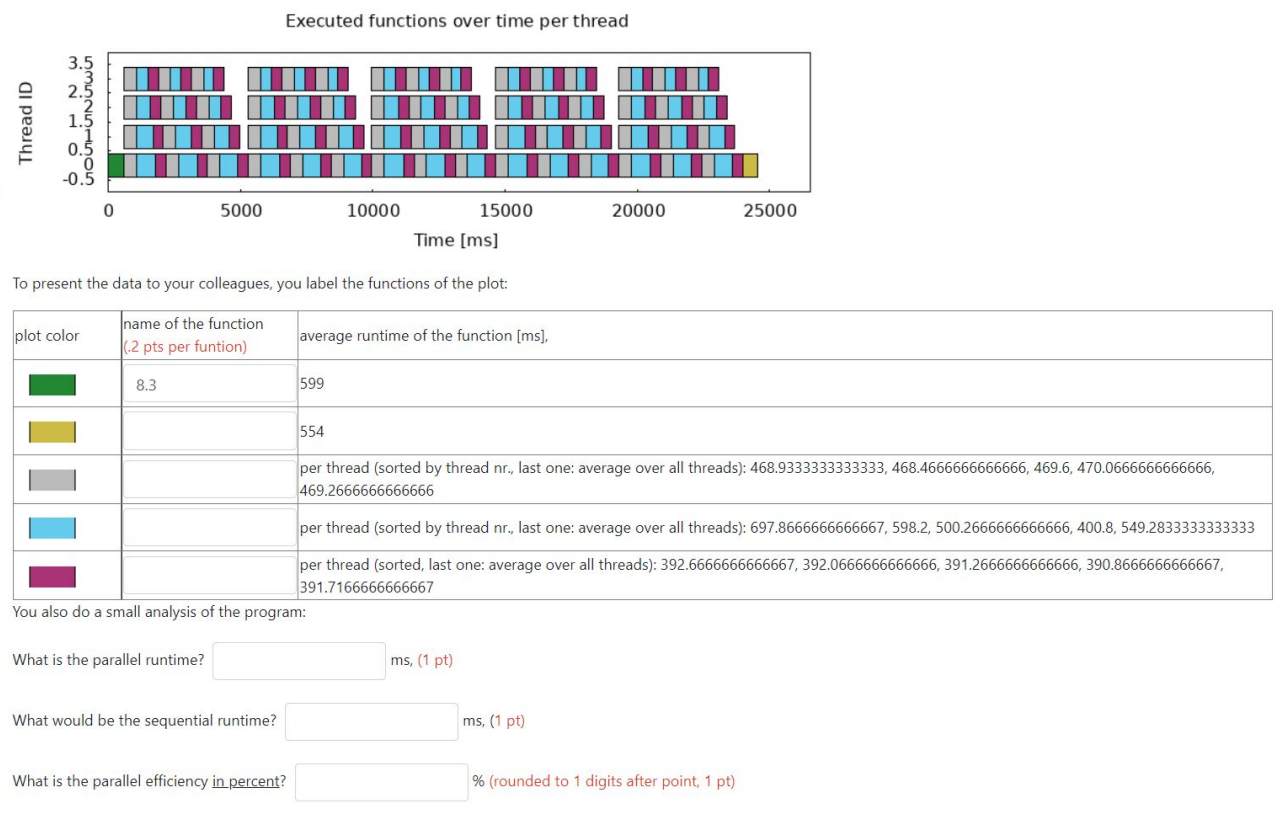 Executed functions over time per thread
Thread ID
3.5
3
2.5
2
1.5
1
0.5
0
-0.5
0 5000 10000 15000 20000 25000
Time [ms]
To present the data to your colleagues, you label the functions of the plot:
plot color
name of the function
(.2 pts per funtion)
average runtime of the function [ms],
8.3
599
554
per thread (sorted by thread nr., last one: average over all threads): 468.9333333333333, 468.4666666666666, 469.6, 470.0666666666666,
469.2666666666666
per thread (sorted by thread nr., last one: average over all threads): 697.8666666666667, 598.2, 500.2666666666666, 400.8, 549.2833333333333
per thread (sorted, last one: average over all threads): 392.6666666666667, 392.0666666666666, 391.2666666666666, 390.8666666666667,
391.7166666666667
You also do a small analysis of the program:
What is the parallel runtime? ms, (1 pt)
What would be the sequential runtime? ms, (1 pt)
What is the parallel efficiency in percent? % (rounded to 1 digits after point, 1 pt)